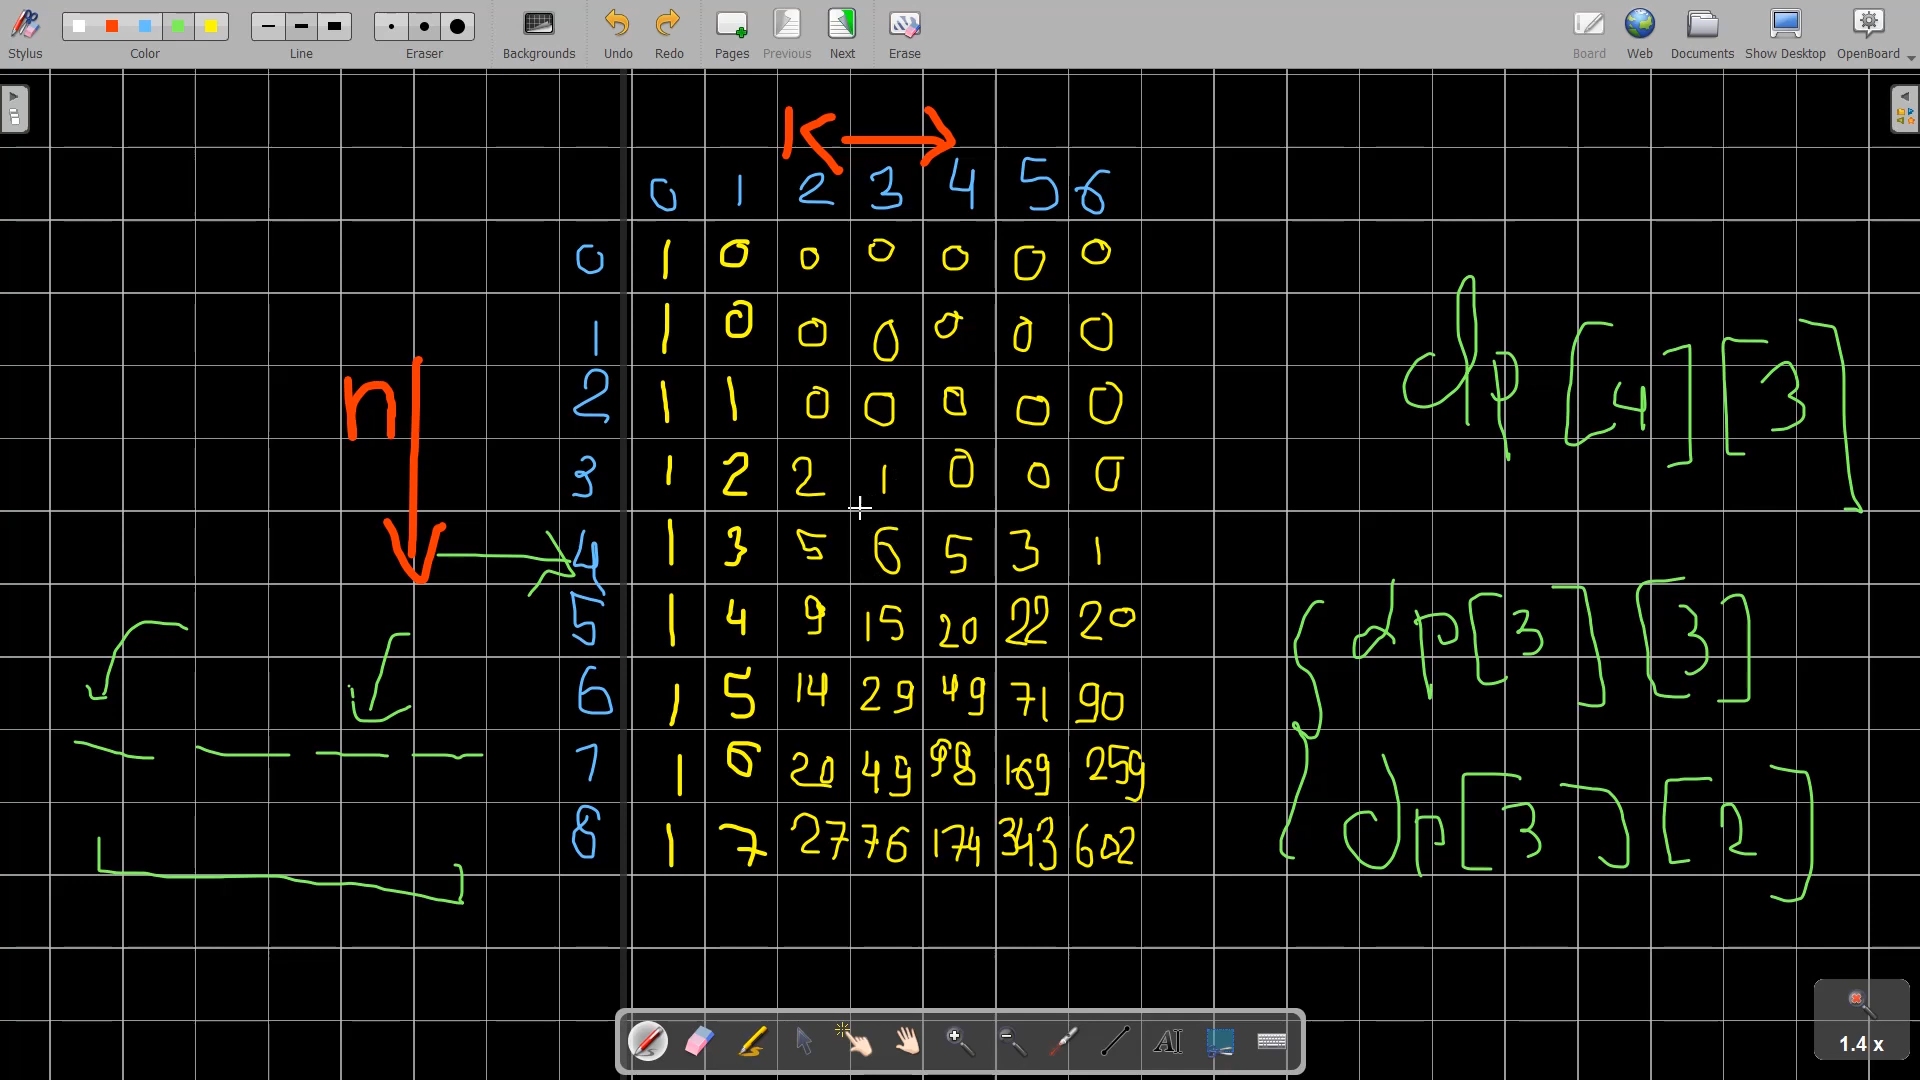 Stylus Color Line Eraser Backgrounds Undo Redo Pages Previous Next Erase Board Web Documents Show Desktop OpenBoard
K
0 1 2 3 4 5 6
0 1 0 0 0 0 0 0
1 1 0 0 0 0 0 0
n
2 1 1 0 0 0 0 0
dp[4][3]
3 1 2 2 1 0 0 0
4 1 3 5 6 5 3 1
5 1 4 9 15 20 22 20
dp[3][3]
6 1 5 14 29 49 71 90
7 1 6 20 49 98 169 259
8 1 7 27 76 174 343 602
dp[3][2]
AI
1.4 x